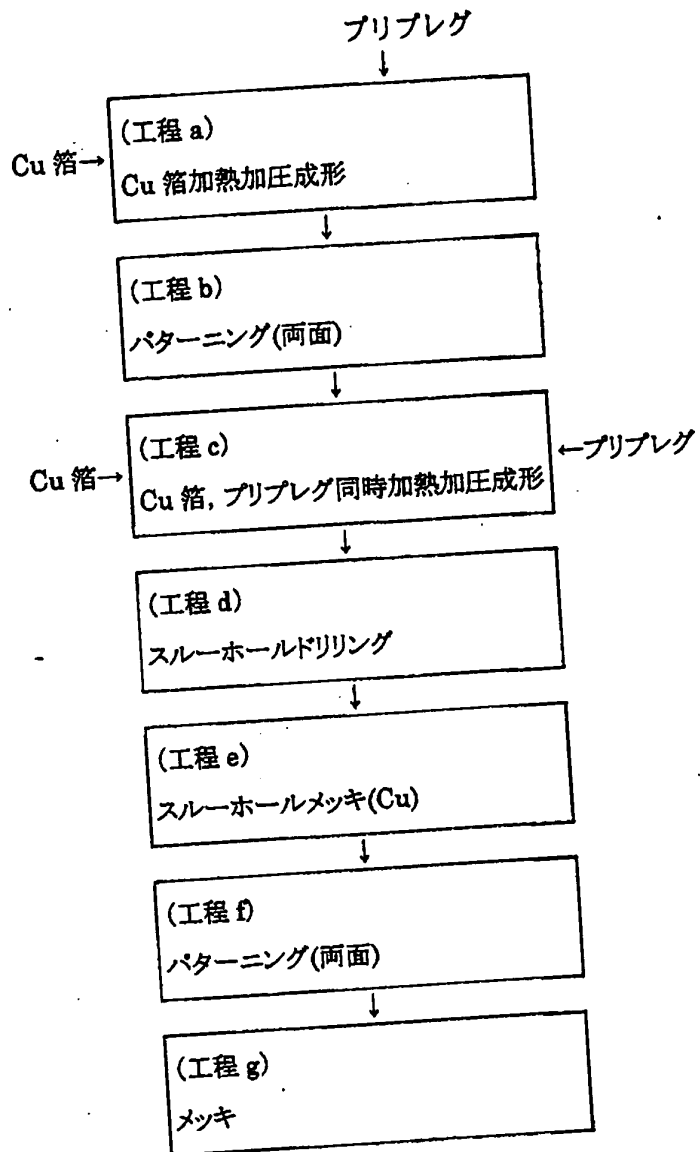 プリプレグ
↓
(工程 a)
Cu 箔→
Cu 箔加熱加圧成形
↓
(工程 b)
パターニング(両面)
↓
(工程 c)
Cu 箔→
←プリプレグ
Cu 箔, プリプレグ同時加熱加圧成形
↓
(工程 d)
スルーホールドリリング
↓
(工程 e)
スルーホールメッキ(Cu)
↓
(工程 f)
パターニング(両面)
↓
(工程 g)
メッキ